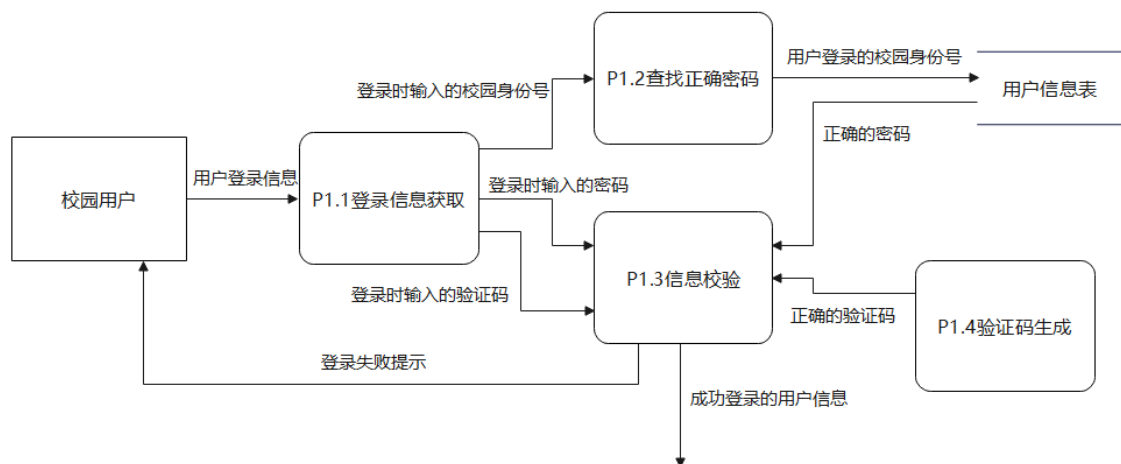 用户登录的校园身份号
P1.2查找正确密码
用户信息表
登录时输入的校园身份号
正确的密码
用户登录信息
登录时输入的密码
校园用户
P1.1登录信息获取
P1.3信息校验
登录时输入的验证码
正确的验证码
P1.4验证码生成
登录失败提示
成功登录的用户信息